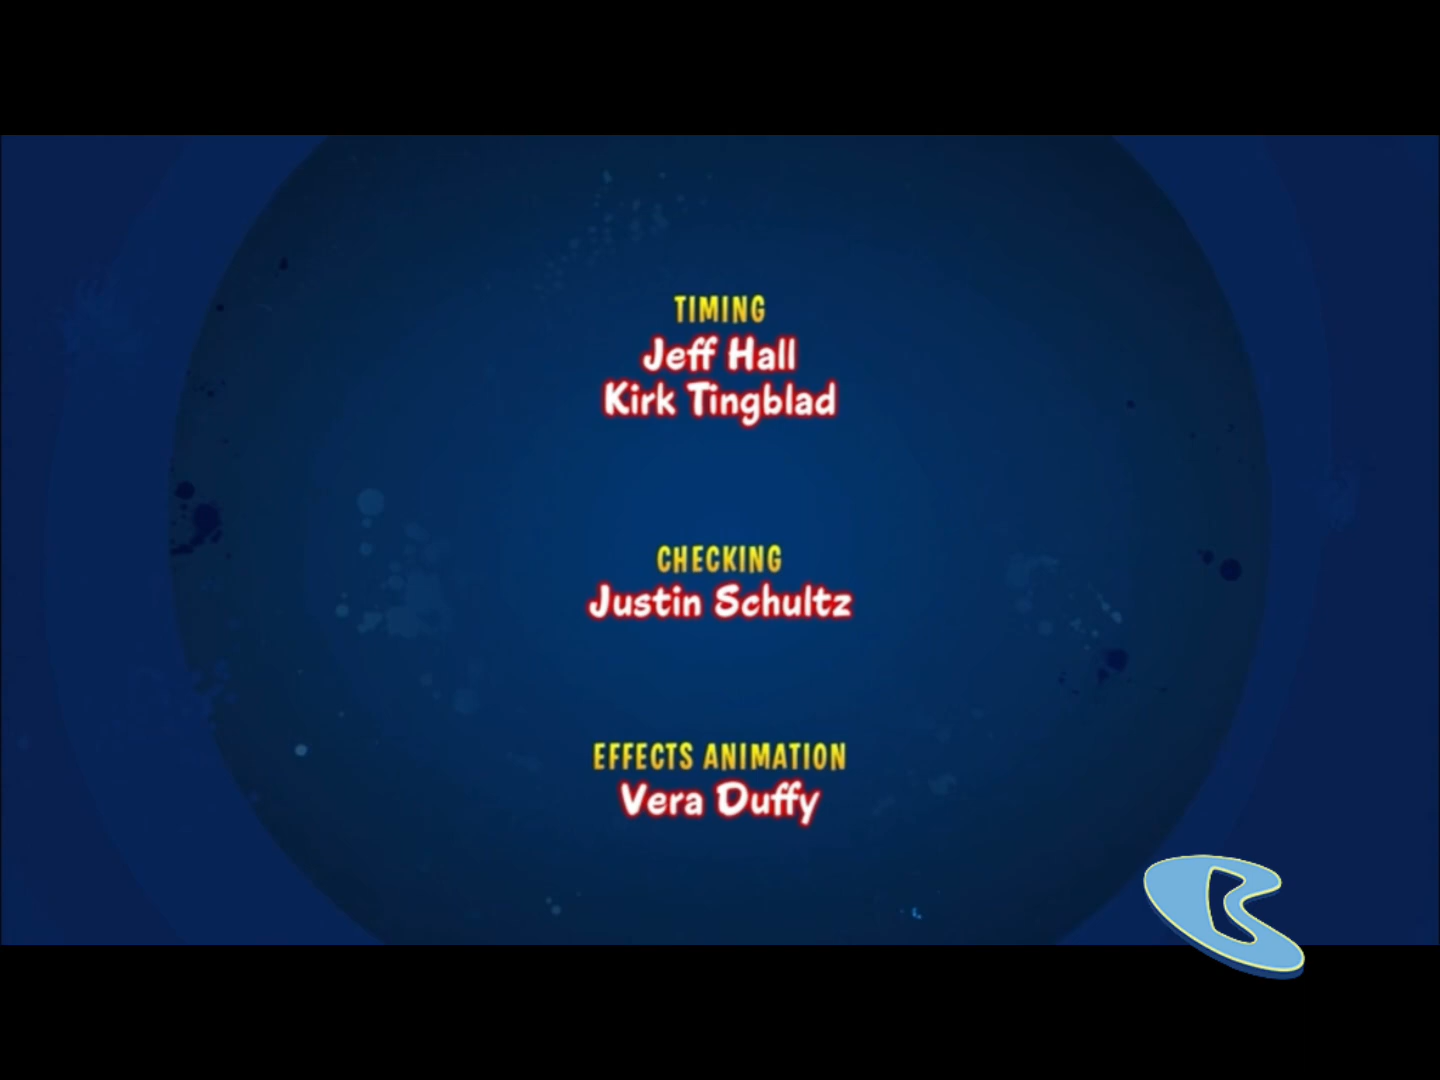 TIMING
Jeff Hall
Kirk Tingblad
CHECKING
Justin Schultz
EFFECTS ANIMATION
Vera Duffy
B